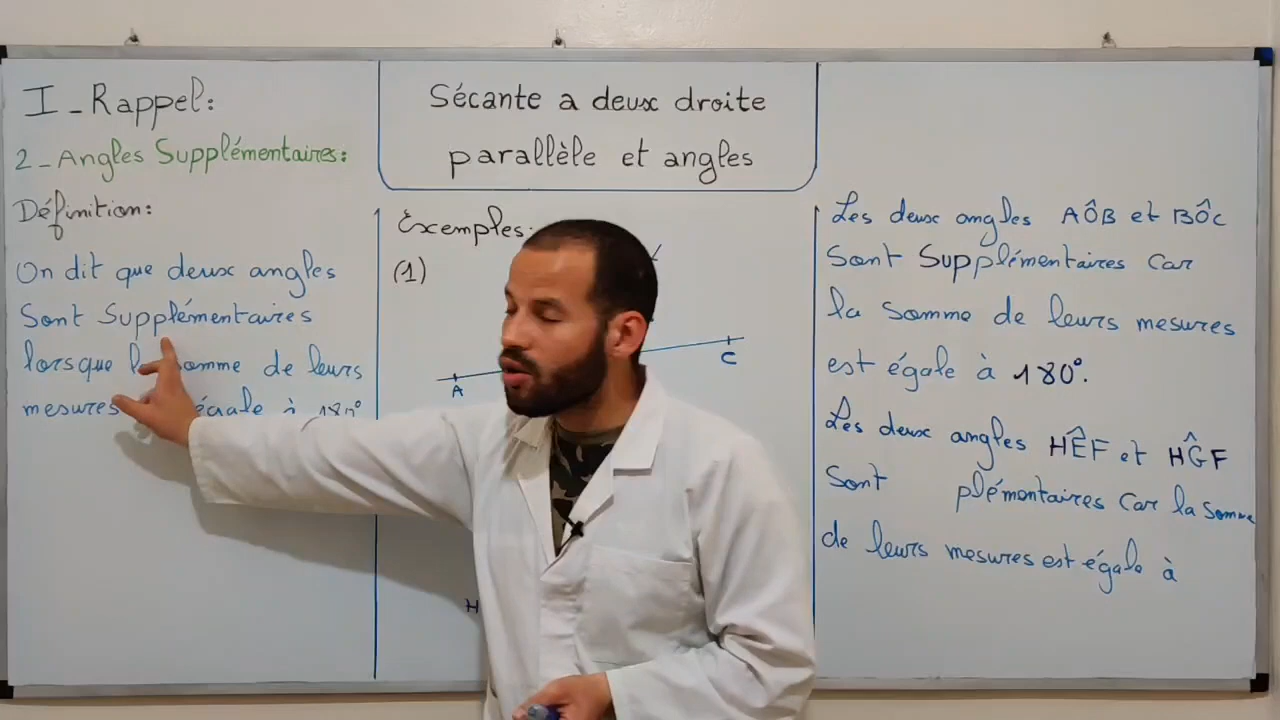 I_Rappel:
2_Angles Supplémentaires:
Définition:
On dit que deux angles
Sont Supplémentaires
lorsque somme de leurs
mesures égale à 180°
Sécante a deux droite
parallèle et angles
Exemples:
(1)
A
C
H
Les deux angles AÔB et BÔC
Sont Supplémentaires car
la Somme de leurs mesures
est égale à 180°.
Les deux angles HÊF et HĜF
Sont plémentaires car la Somme
de leurs mesures est égale à